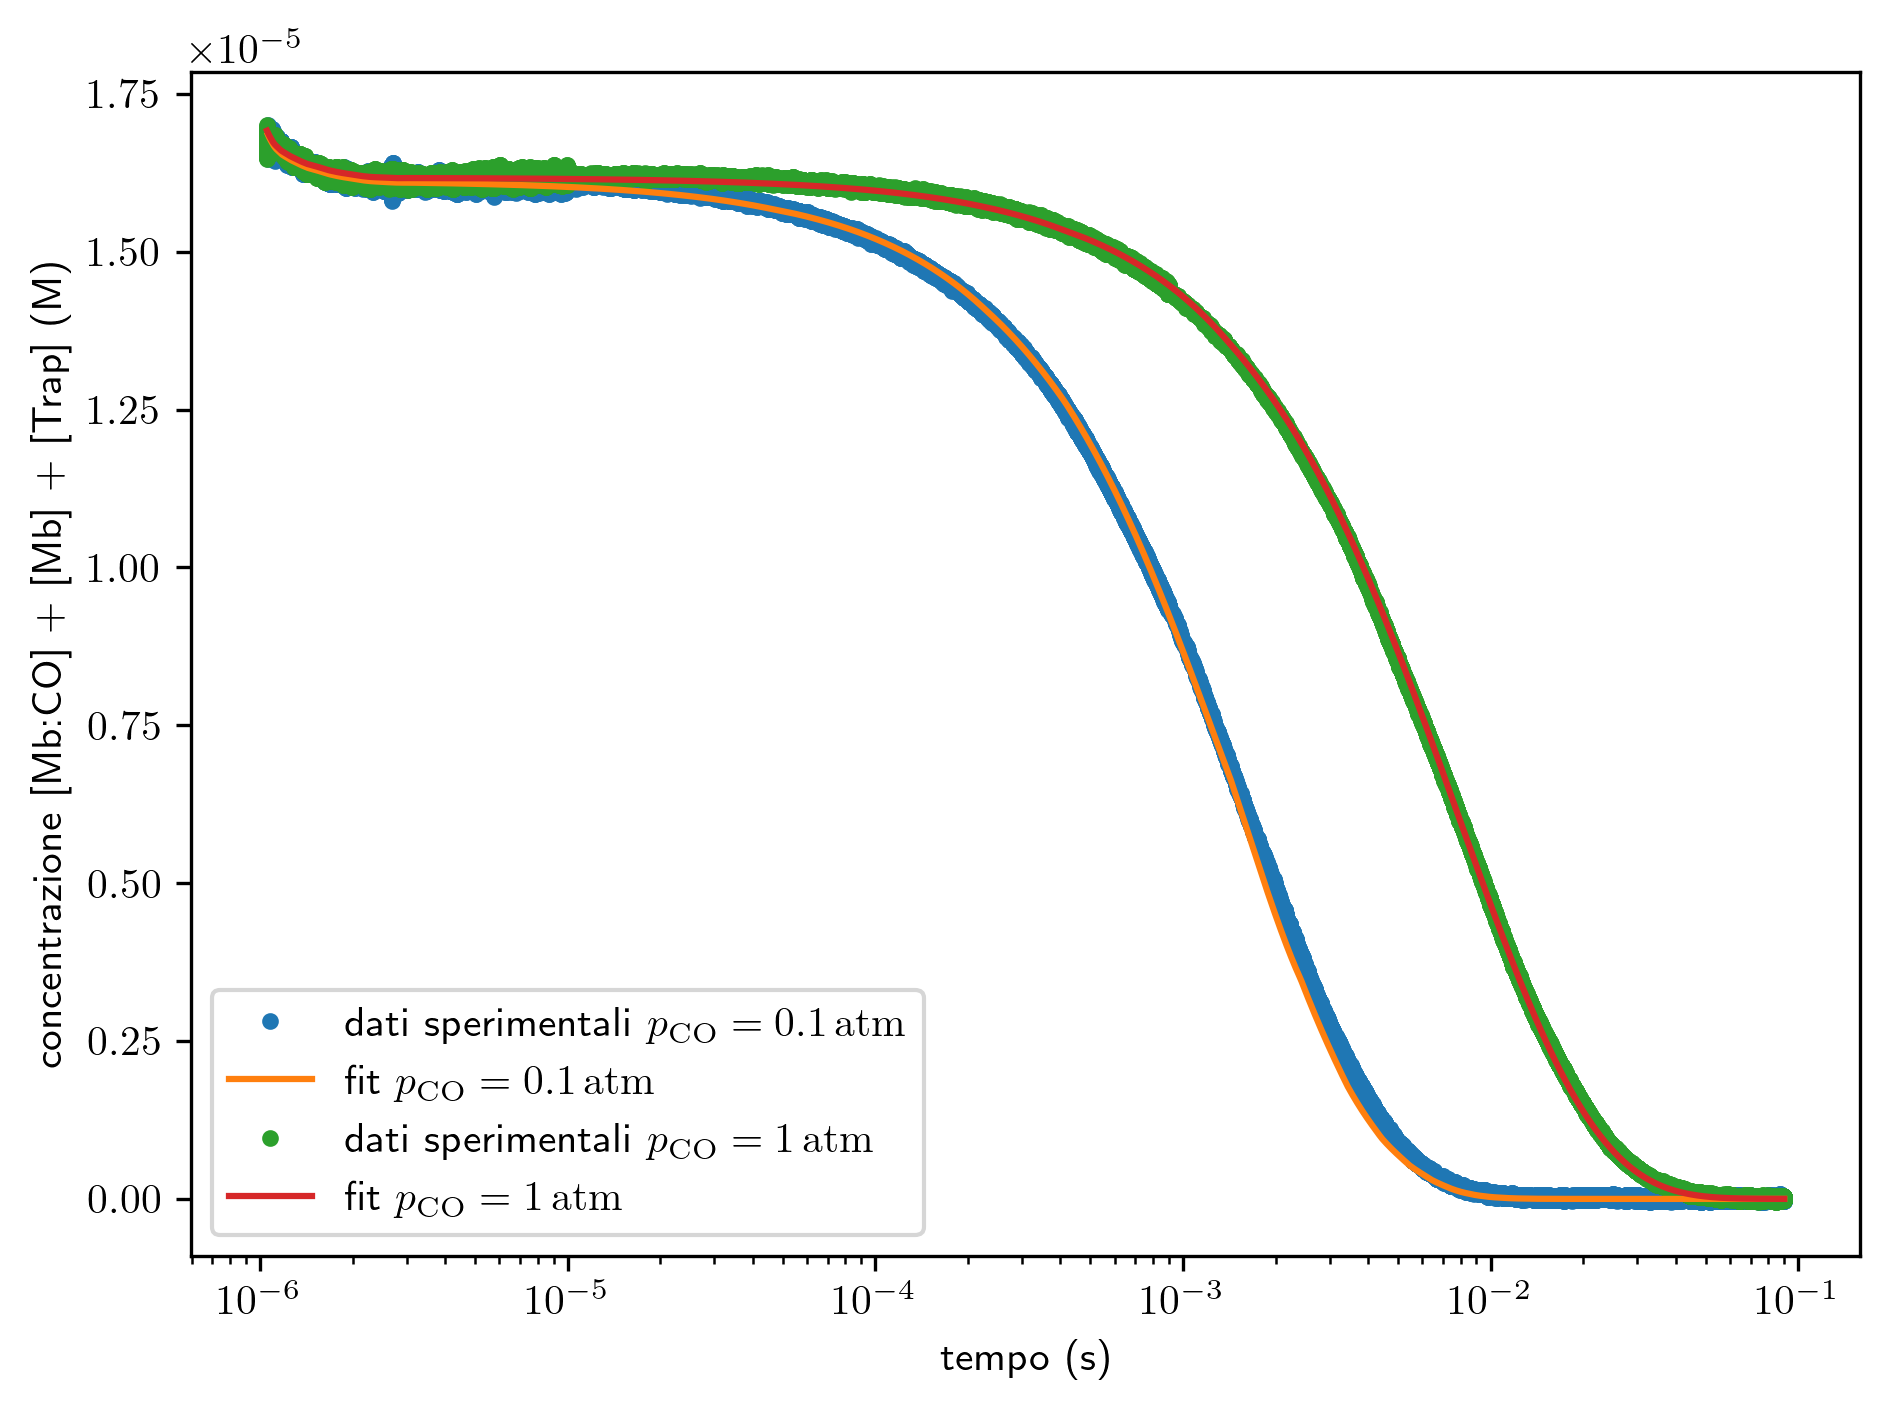 ×10⁻⁵
1.75
1.50
1.25
1.00
0.75
0.50
0.25
0.00
concentrazione [Mb:CO] + [Mb] + [Trap] (M)
dati sperimentali p_CO = 0.1 atm
fit p_CO = 0.1 atm
dati sperimentali p_CO = 1 atm
fit p_CO = 1 atm
10⁻⁶ 10⁻⁵ 10⁻⁴ 10⁻³ 10⁻² 10⁻¹
tempo (s)